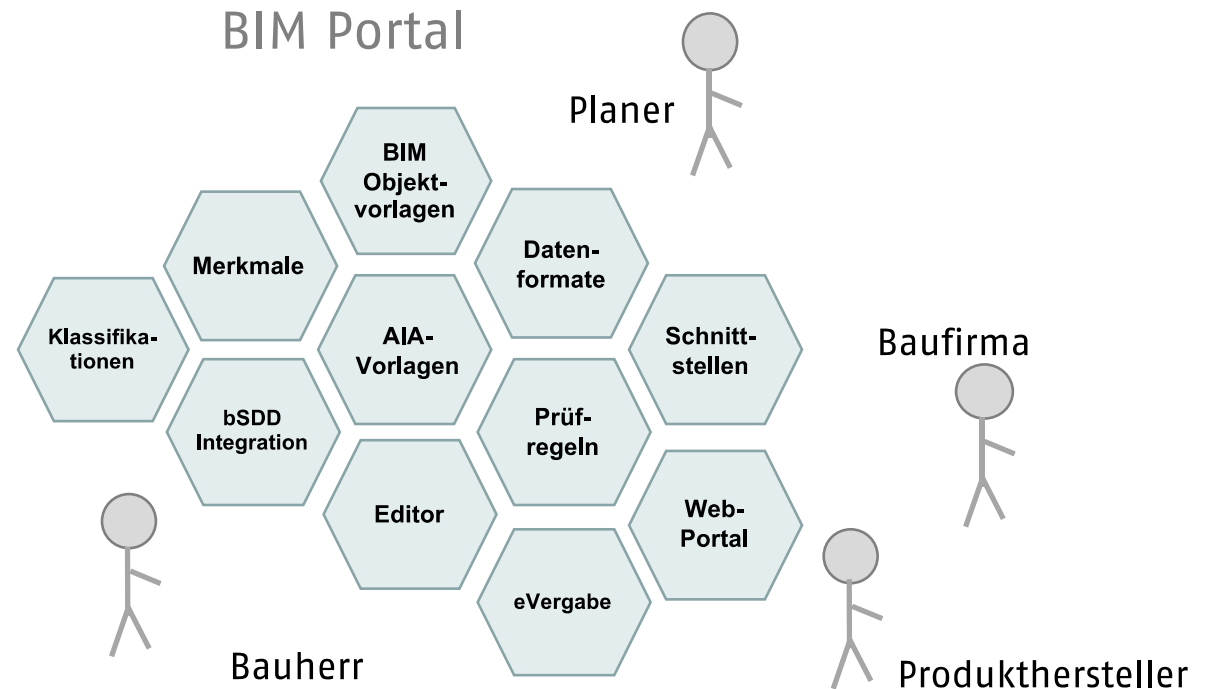 BIM Portal
Planer
BIM
Objekt-
vorlagen
Merkmale
Daten-
formate
Klassifika-
tionen
AIA-
Vorlagen
Schnitt-
stellen
Baufirma
bSDD
Integration
Prüf-
regeln
Editor
Web-
Portal
eVergabe
Bauherr
Produkthersteller